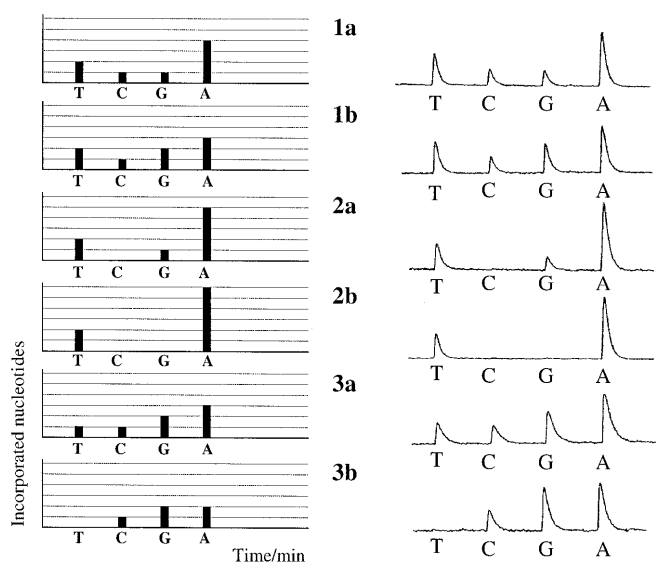 1a
T C G A
T C G A
1b
T C G A
T C G A
2a
T C G A
T C G A
2b
T C G A
T C G A
3a
T C G A
T C G A
3b
T C G A
T C G A
Incorporated nucleotides
Time/min